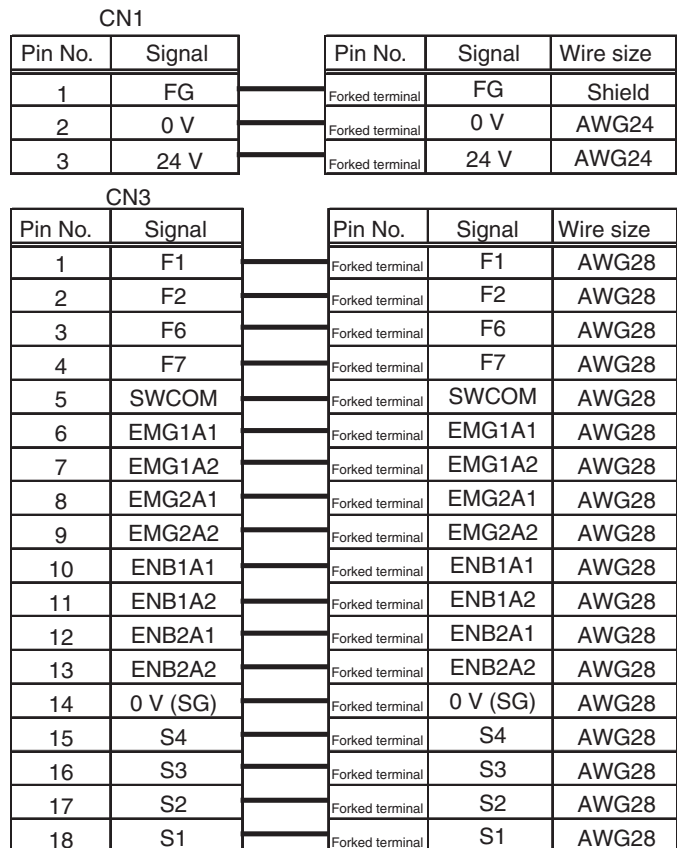 CN1
Pin No. Signal Pin No. Signal Wire size
1 FG Forked terminal FG Shield
2 0 V Forked terminal 0 V AWG24
3 24 V Forked terminal 24 V AWG24
CN3
Pin No. Signal Pin No. Signal Wire size
1 F1 Forked terminal F1 AWG28
2 F2 Forked terminal F2 AWG28
3 F6 Forked terminal F6 AWG28
4 F7 Forked terminal F7 AWG28
5 SWCOM Forked terminal SWCOM AWG28
6 EMG1A1 Forked terminal EMG1A1 AWG28
7 EMG1A2 Forked terminal EMG1A2 AWG28
8 EMG2A1 Forked terminal EMG2A1 AWG28
9 EMG2A2 Forked terminal EMG2A2 AWG28
10 ENB1A1 Forked terminal ENB1A1 AWG28
11 ENB1A2 Forked terminal ENB1A2 AWG28
12 ENB2A1 Forked terminal ENB2A1 AWG28
13 ENB2A2 Forked terminal ENB2A2 AWG28
14 0 V (SG) Forked terminal 0 V (SG) AWG28
15 S4 Forked terminal S4 AWG28
16 S3 Forked terminal S3 AWG28
17 S2 Forked terminal S2 AWG28
18 S1 Forked terminal S1 AWG28